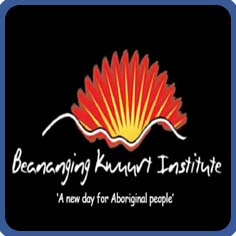 Beananging Kwuurt Institute
'A new day for Aboriginal people'